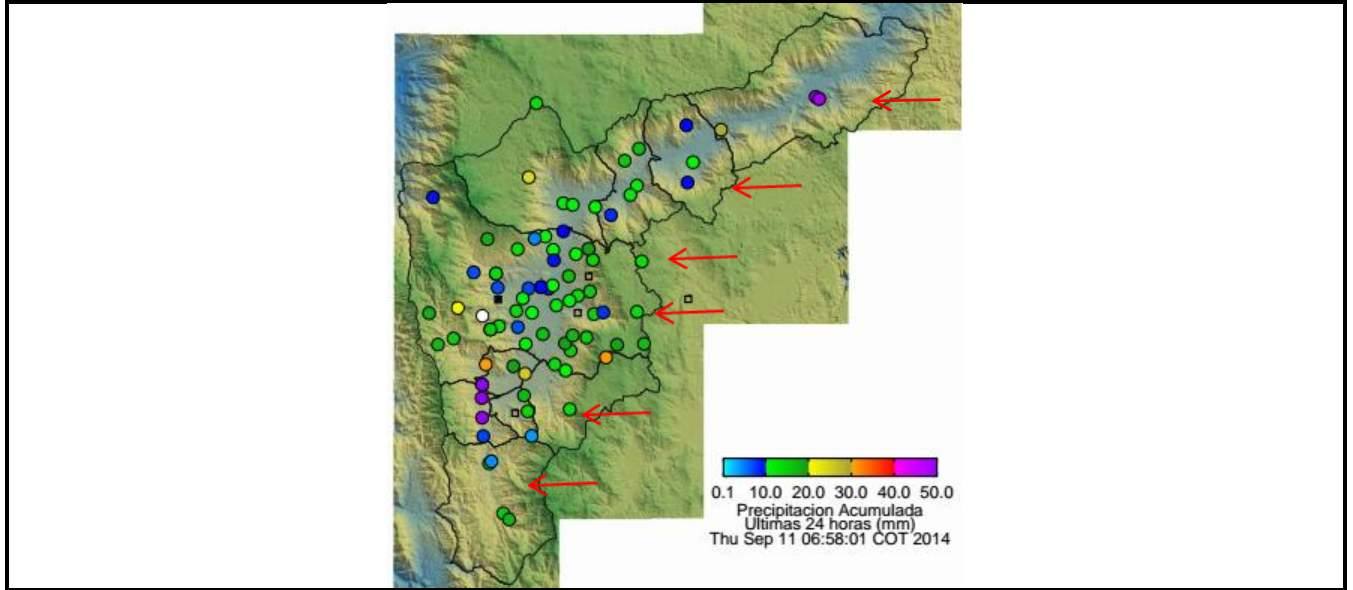 0.1 10.0 20.0 30.0 40.0 50.0
Precipitacion Acumulada
Ultimas 24 horas (mm)
Thu Sep 11 06:58:01 COT 2014